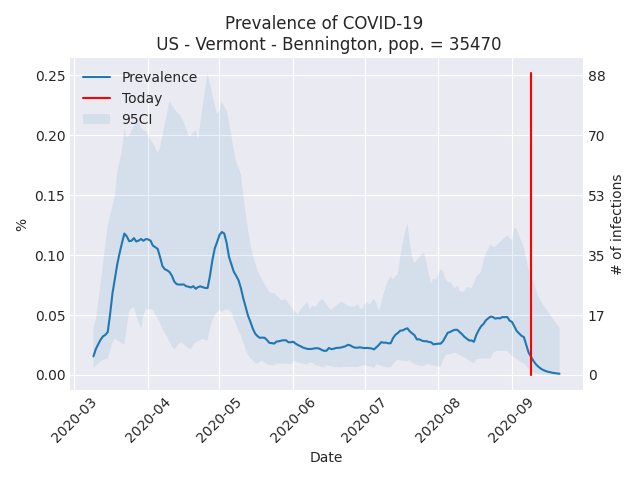 Prevalence of COVID-19
US - Vermont - Bennington, pop. = 35470
Prevalence
Today
95CI
0.25
0.20
0.15
0.10
0.05
0.00
%
88
70
53
35
17
0
# of infections
2020-03
2020-04
2020-05
2020-06
2020-07
2020-08
2020-09
Date